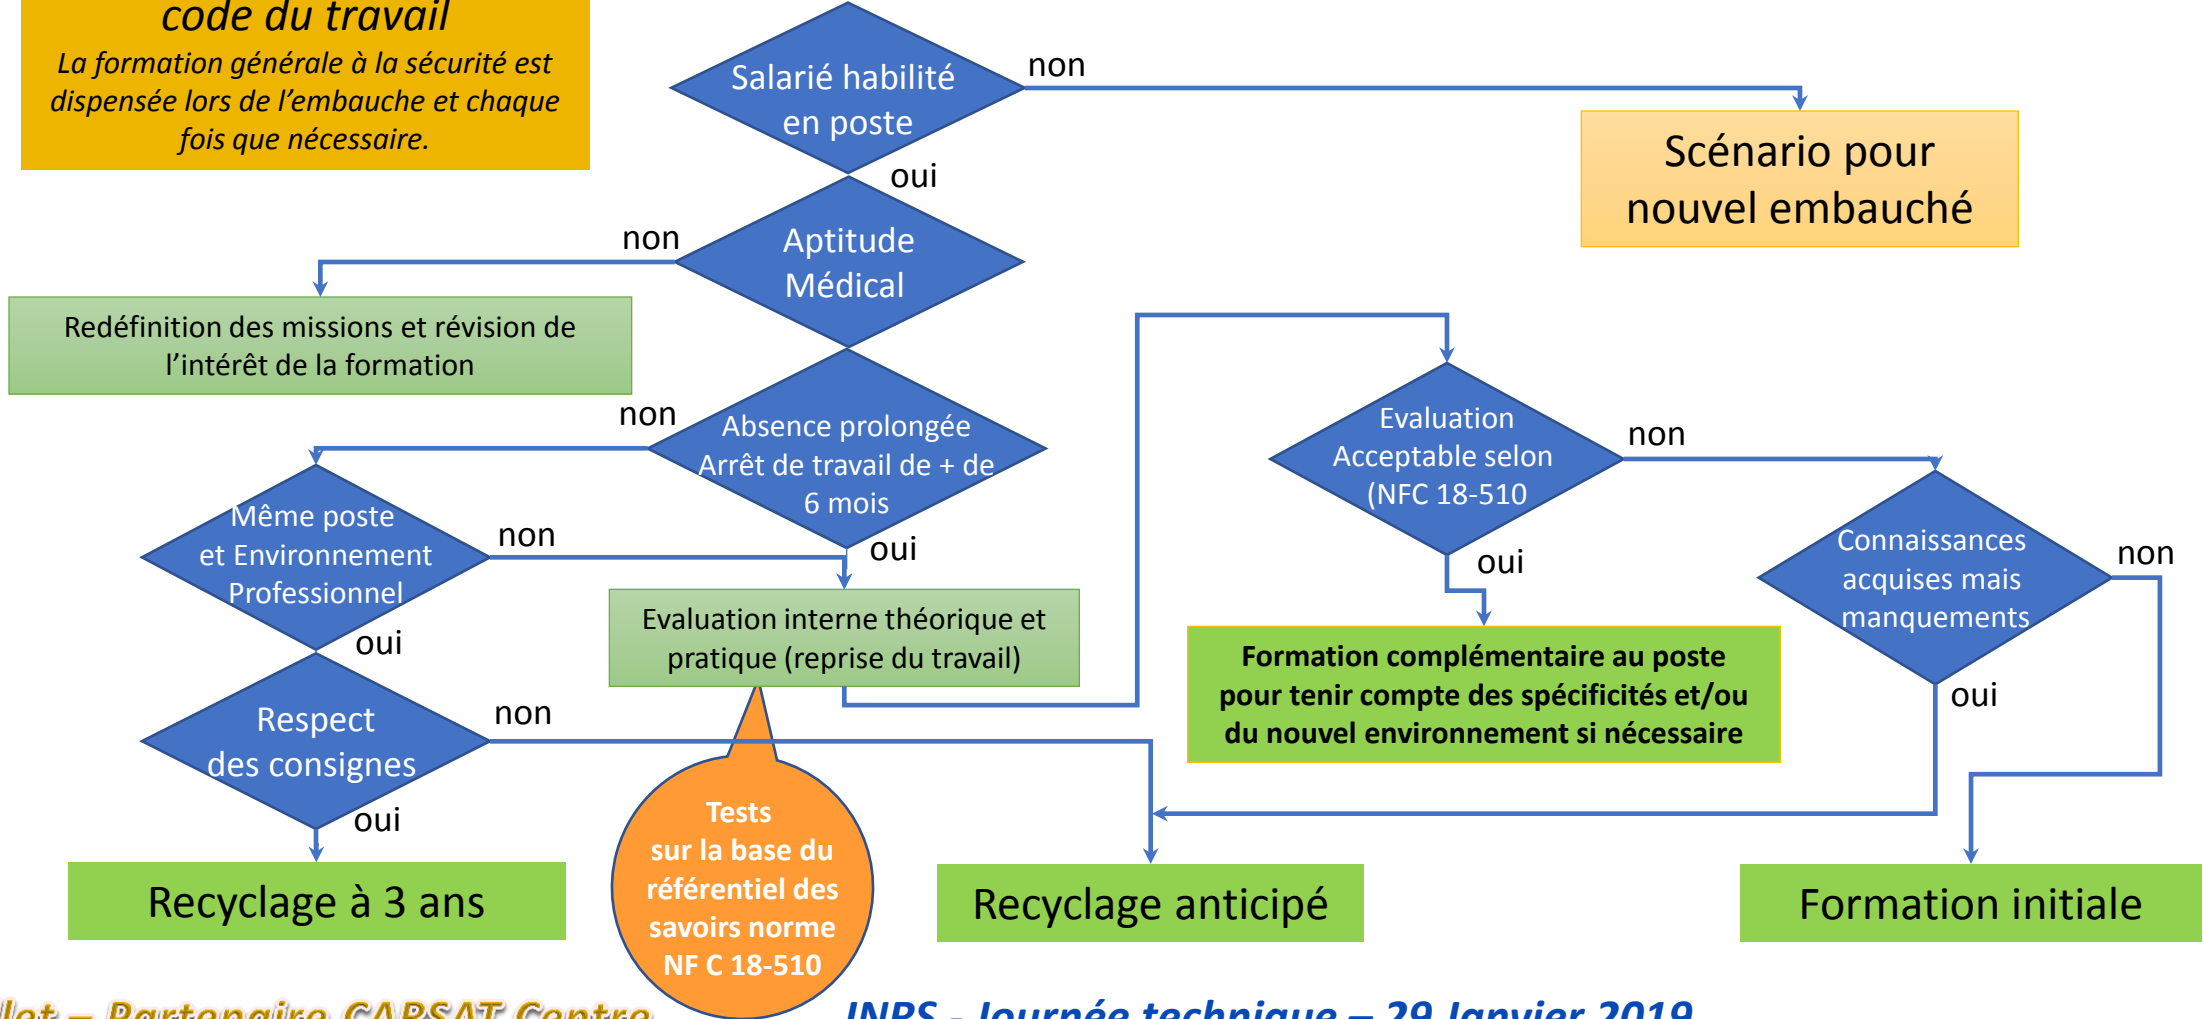 code du travail
La formation générale à la sécurité est
dispensée lors de l'embauche et chaque
fois que nécessaire.
Salarié habilité
en poste
non
oui
Scénario pour
nouvel embauché
Aptitude
Médical
non
Redéfinition des missions et révision de
l'intérêt de la formation
Absence prolongée
Arrêt de travail de + de
6 mois
non
oui
Evaluation
Acceptable selon
(NFC 18-510
non
oui
Même poste
et Environnement
Professionnel
non
oui
Connaissances
acquises mais
manquements
non
oui
Evaluation interne théorique et
pratique (reprise du travail)
Formation complémentaire au poste
pour tenir compte des spécificités et/ou
du nouvel environnement si nécessaire
Respect
des consignes
non
oui
Tests
sur la base du
référentiel des
savoirs norme
NF C 18-510
Recyclage à 3 ans
Recyclage anticipé
Formation initiale
– Partenaire CARSAT Centre
INRS - Journée technique – 29 Janvier 2019